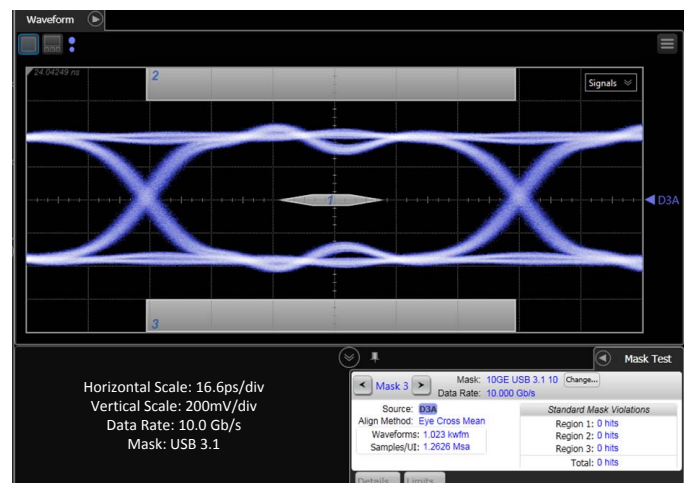 Waveform
24.04249 ns
2
Signals
1
D3A
3
Mask Test
Horizontal Scale: 16.6ps/div
Vertical Scale: 200mV/div
Data Rate: 10.0 Gb/s
Mask: USB 3.1
Mask 3
Mask: 10GE USB 3.1 10 Change...
Data Rate: 10.000 Gb/s
Source: D3A
Align Method: Eye Cross Mean
Waveforms: 1.023 kwfm
Samples/UI: 1.2626 Msa
Standard Mask Violations
Region 1: 0 hits
Region 2: 0 hits
Region 3: 0 hits
Total: 0 hits
Details... Limits...